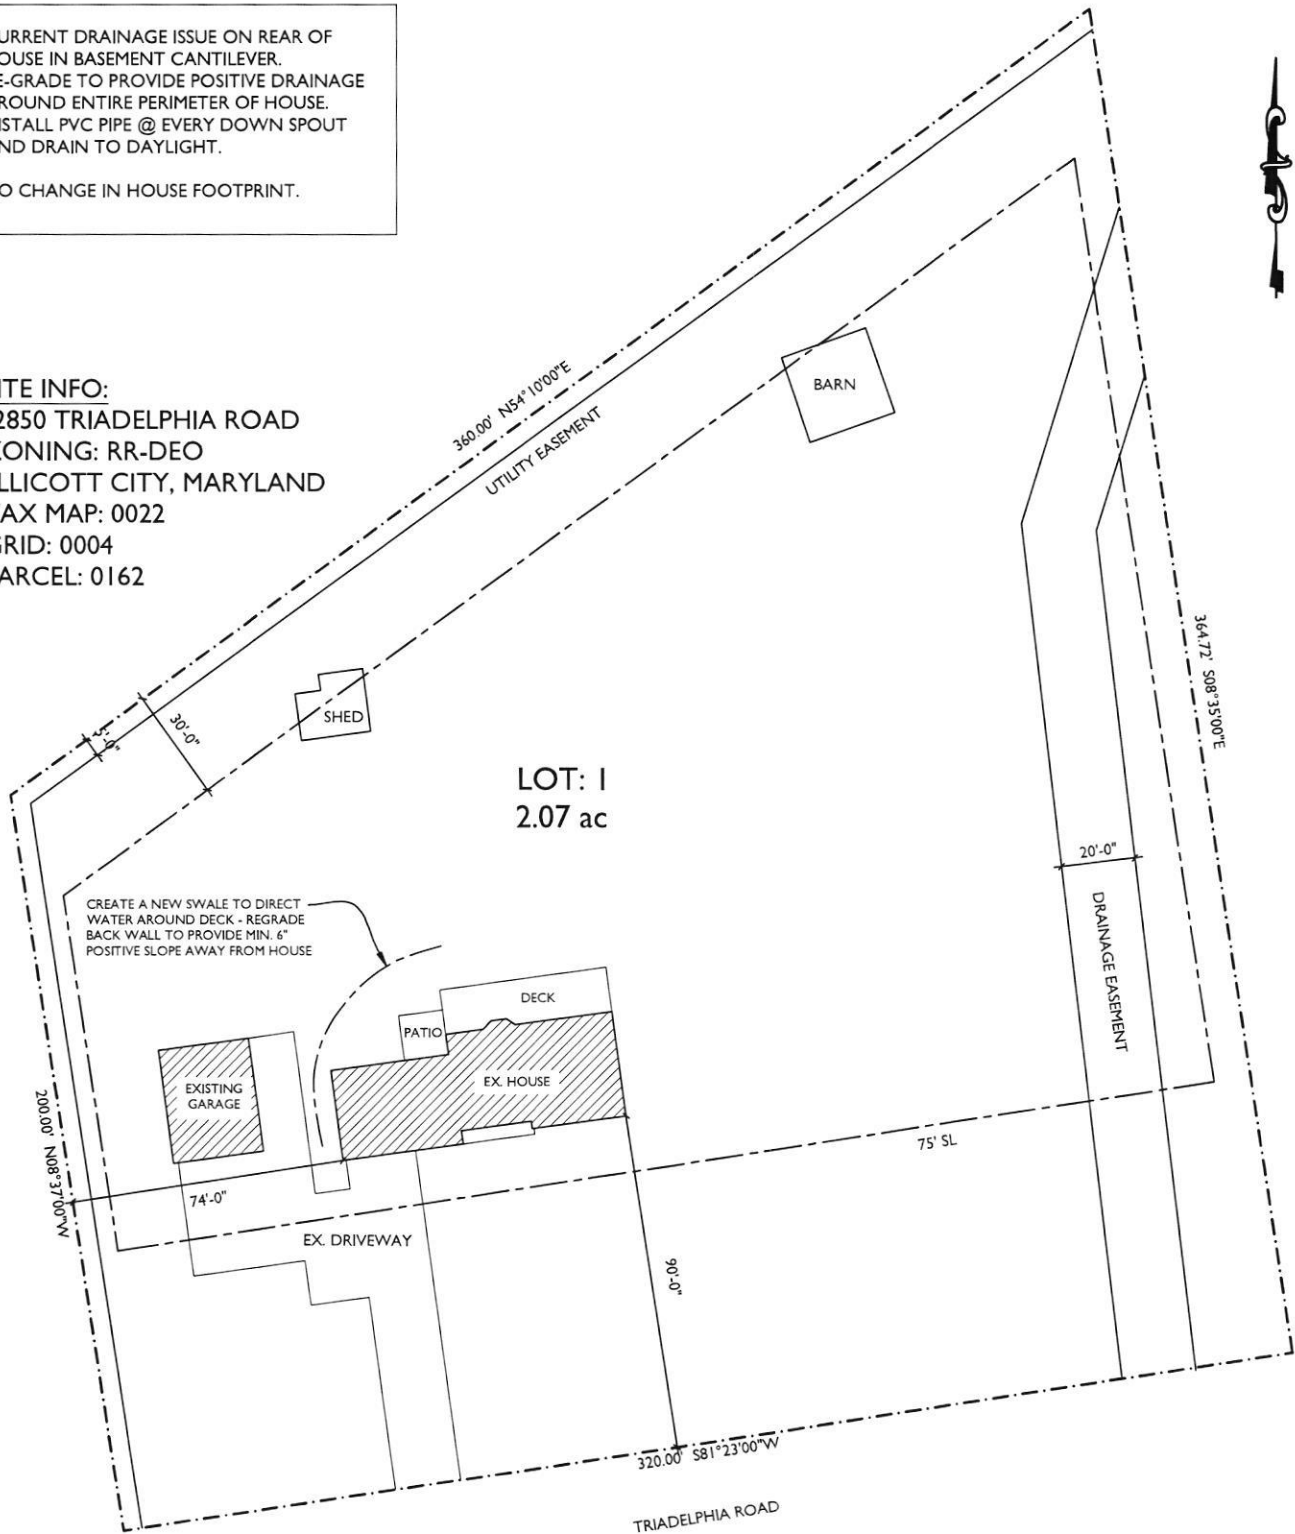 URRENT DRAINAGE ISSUE ON REAR OF
OUSE IN BASEMENT CANTILEVER.
E-GRADE TO PROVIDE POSITIVE DRAINAGE
ROUND ENTIRE PERIMETER OF HOUSE.
ISTALL PVC PIPE @ EVERY DOWN SPOUT
ND DRAIN TO DAYLIGHT.
O CHANGE IN HOUSE FOOTPRINT.
ITE INFO:
2850 TRIADELPHIA ROAD
ZONING: RR-DEO
LLICOTT CITY, MARYLAND
AX MAP: 0022
GRID: 0004
ARCEL: 0162
360.00' N54°10'00"E
UTILITY EASEMENT
BARN
364.72' S08°35'00"E
SHED
30'-0"
5'-0"
LOT: 1
2.07 ac
20'-0"
DRAINAGE EASEMENT
CREATE A NEW SWALE TO DIRECT
WATER AROUND DECK - REGRADE
BACK WALL TO PROVIDE MIN. 6"
POSITIVE SLOPE AWAY FROM HOUSE
DECK
PATIO
EX. HOUSE
EXISTING
GARAGE
200.00' N08°37'00"W
75' SL
74'-0"
EX. DRIVEWAY
90'-0"
320.00' S81°23'00"W
TRIADELPHIA ROAD